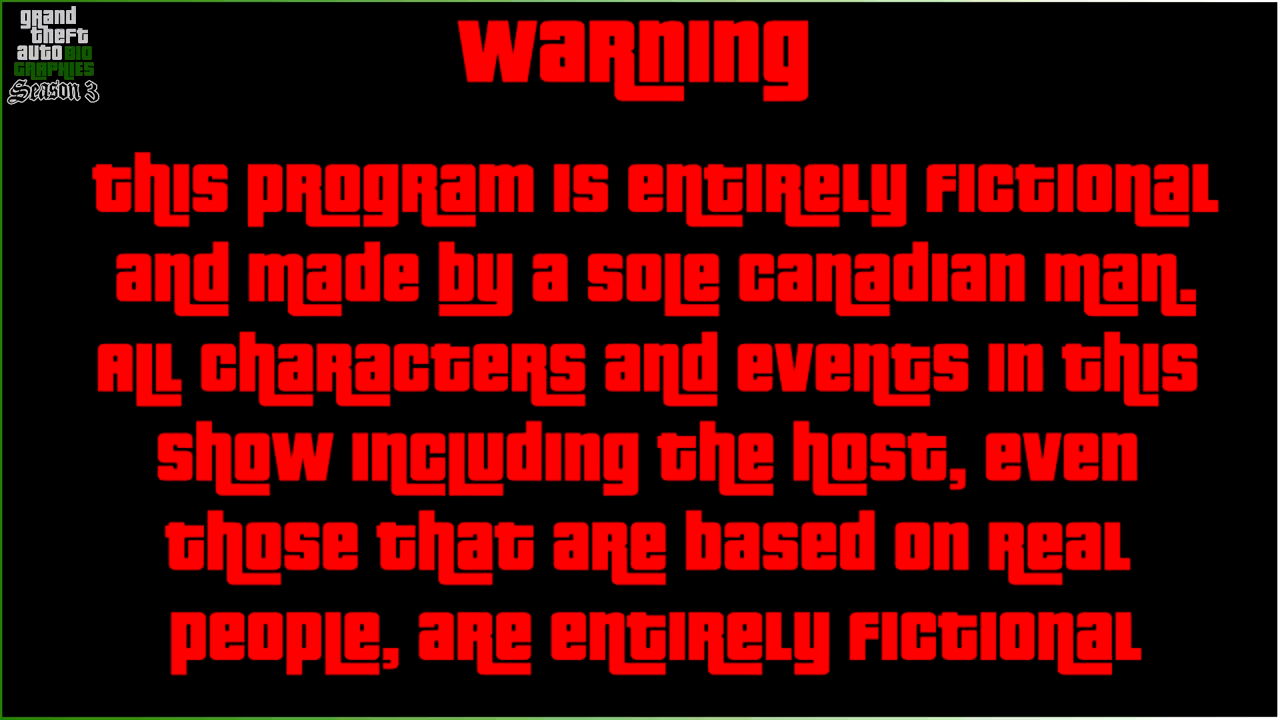 grand
theft
auto BIO
GRAPHIES
Season 3
Warning
This program is entirely fictional
and made by a sole canadian man.
All characters and events in this
show including the host, even
those that are based on real
people, are entirely fictional